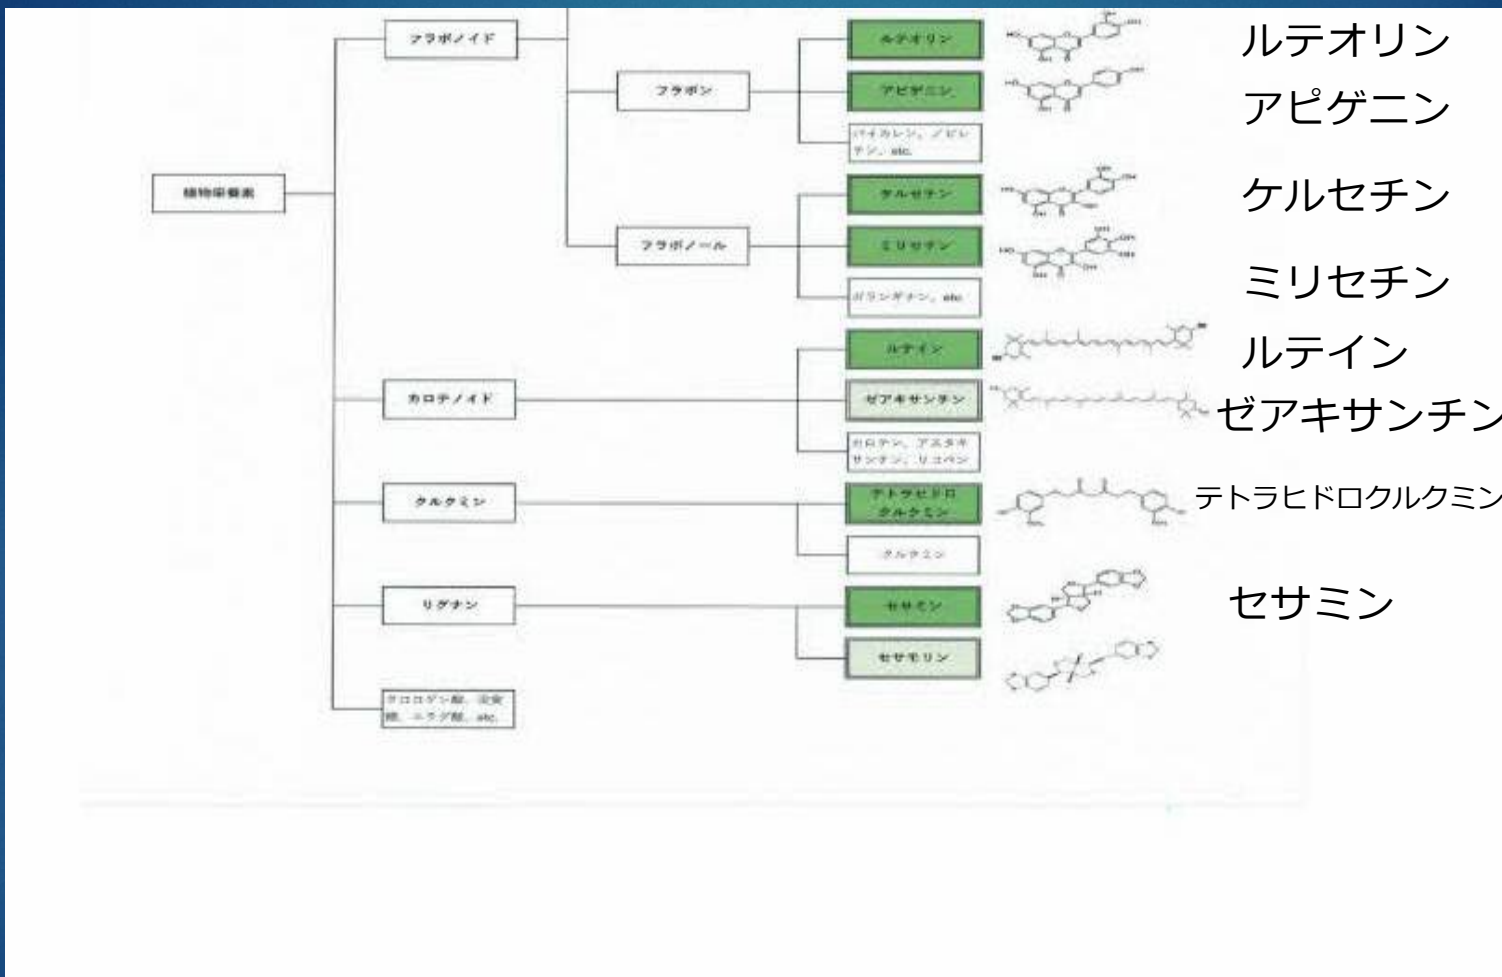 フラボノイド
ルテオリン
ルテオリン
フラボン
アピゲニン
アピゲニン
バイカレン、ノビレ
チン、etc.
植物栄養素
ケルセチン
ケルセチン
フラボノール
ミリセチン
ミリセチン
ガランギナン、etc
ルテイン
ルテイン
カロテノイド
ゼアキサンチン
ゼアキサンチン
カロテン、アスタキ
サンチン、リコペン
クルクミン
テトラヒドロ
クルクミン
テトラヒドロクルクミン
クルクミン
リグナン
セサミン
セサミン
セサモリン
クロロゲン酸、没食
酸、エラグ酸、etc.